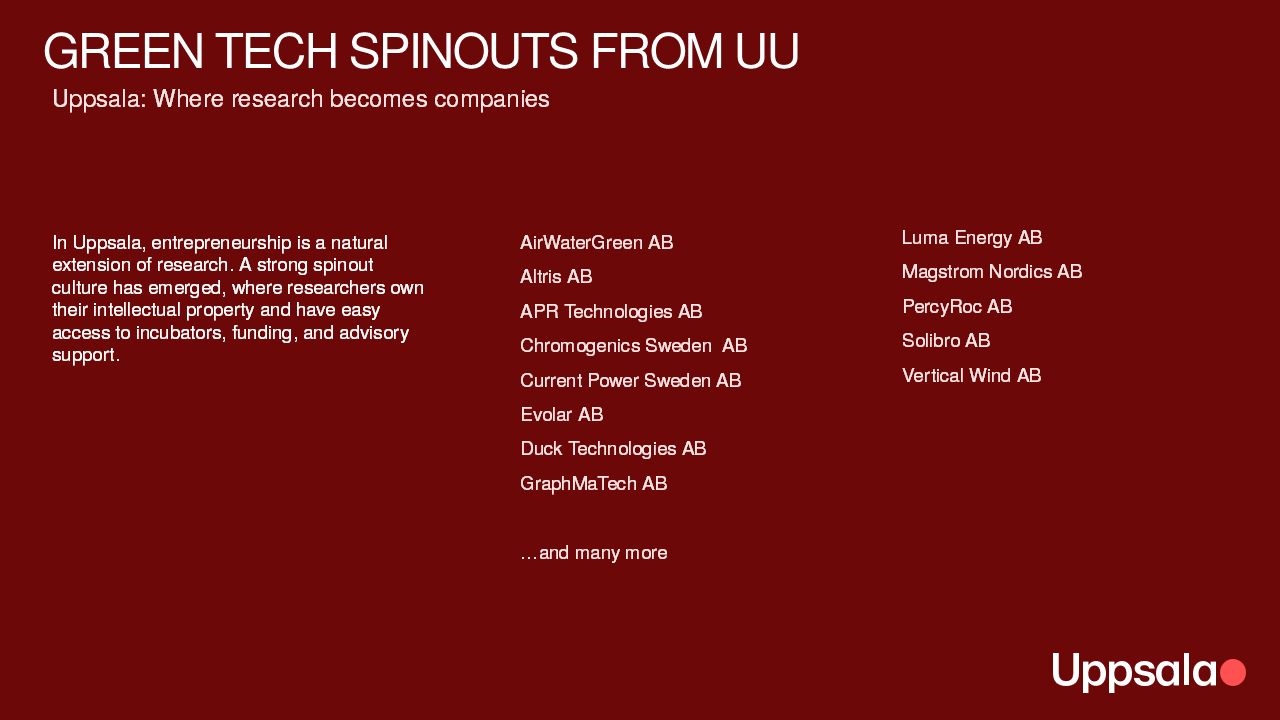 GREEN TECH SPINOUTS FROM UU
Uppsala: Where research becomes companies
In Uppsala, entrepreneurship is a natural
extension of research. A strong spinout
culture has emerged, where researchers own
their intellectual property and have easy
access to incubators, funding, and advisory
support.
AirWaterGreen AB
Altris AB
APR Technologies AB
Chromogenics Sweden  AB
Current Power Sweden AB
Evolar AB
Duck Technologies AB
GraphMaTech AB
…and many more
Luma Energy AB
Magstrom Nordics AB
PercyRoc AB
Solibro AB
Vertical Wind AB
Uppsala